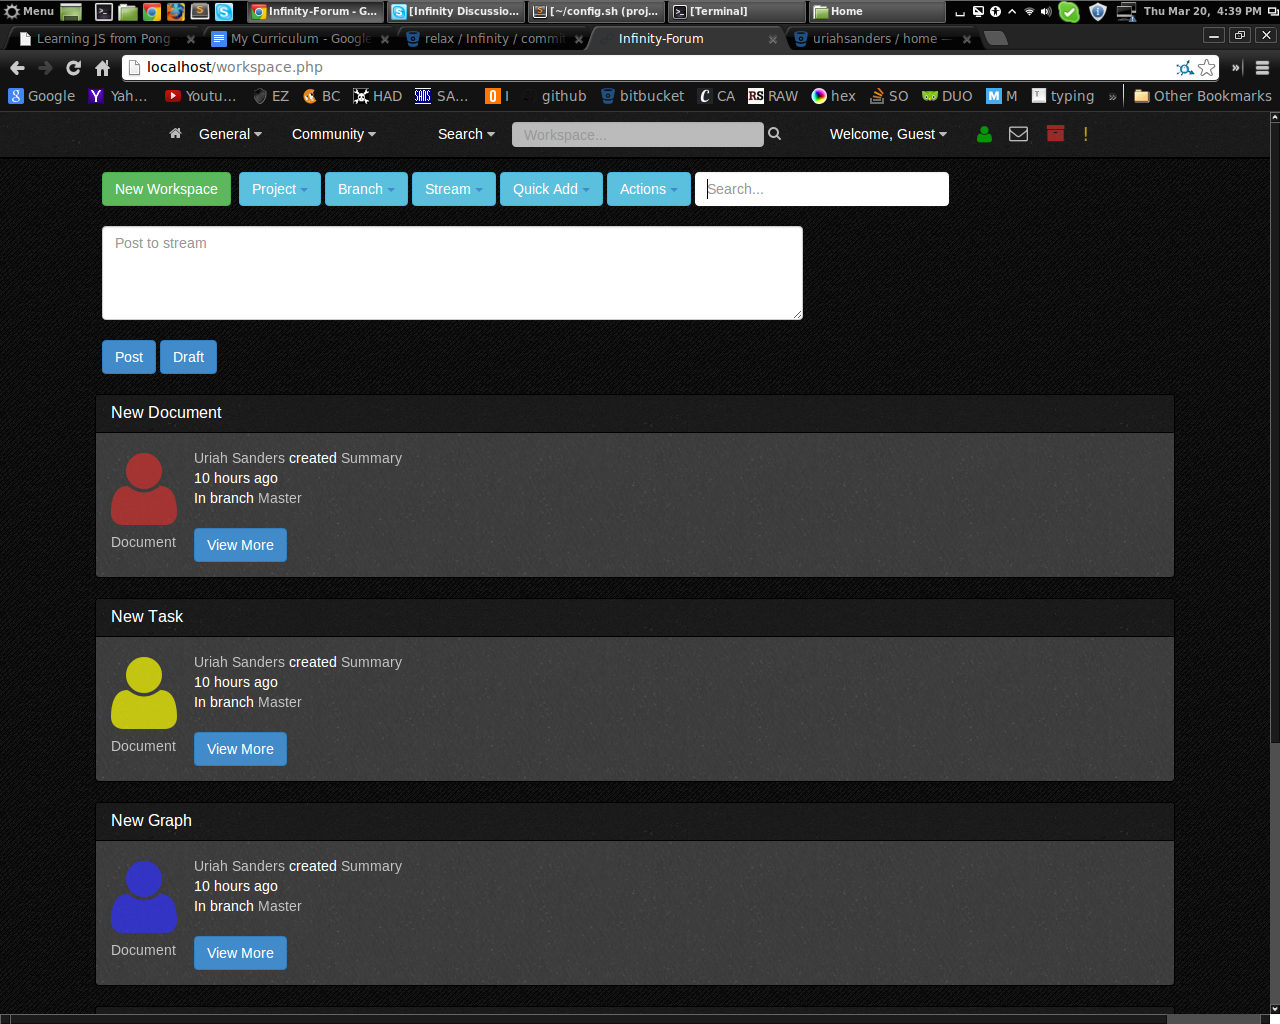 Menu Infinity-Forum - G... [Infinity Discussio... [~/config.sh (proj... [Terminal] Home Thu Mar 20, 4:39 PM
Learning JS from Pong My Curriculum - Google relax / Infinity / commit Infinity-Forum uriahsanders / home —
localhost/workspace.php
Google Yah... Youtu... EZ BC HAD SA... I github bitbucket CA RAW hex SO DUO M typing » Other Bookmarks
General Community Search Workspace... Welcome, Guest !
New Workspace Project Branch Stream Quick Add Actions Search...
Post to stream
Post Draft
New Document
Uriah Sanders created Summary
10 hours ago
In branch Master
Document View More
New Task
Uriah Sanders created Summary
10 hours ago
In branch Master
Document View More
New Graph
Uriah Sanders created Summary
10 hours ago
In branch Master
Document View More